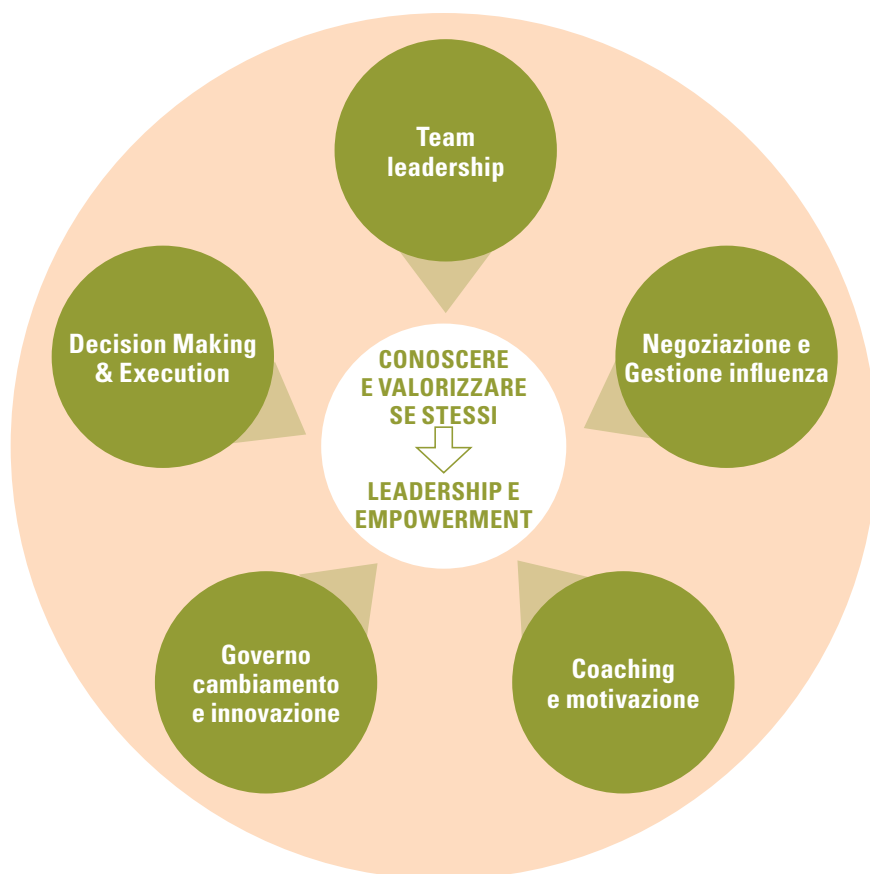 Team
leadership
Decision Making
& Execution
Negoziazione e
Gestione influenza
CONOSCERE
E VALORIZZARE
SE STESSI
LEADERSHIP E
EMPOWERMENT
Governo
cambiamento
e innovazione
Coaching
e motivazione